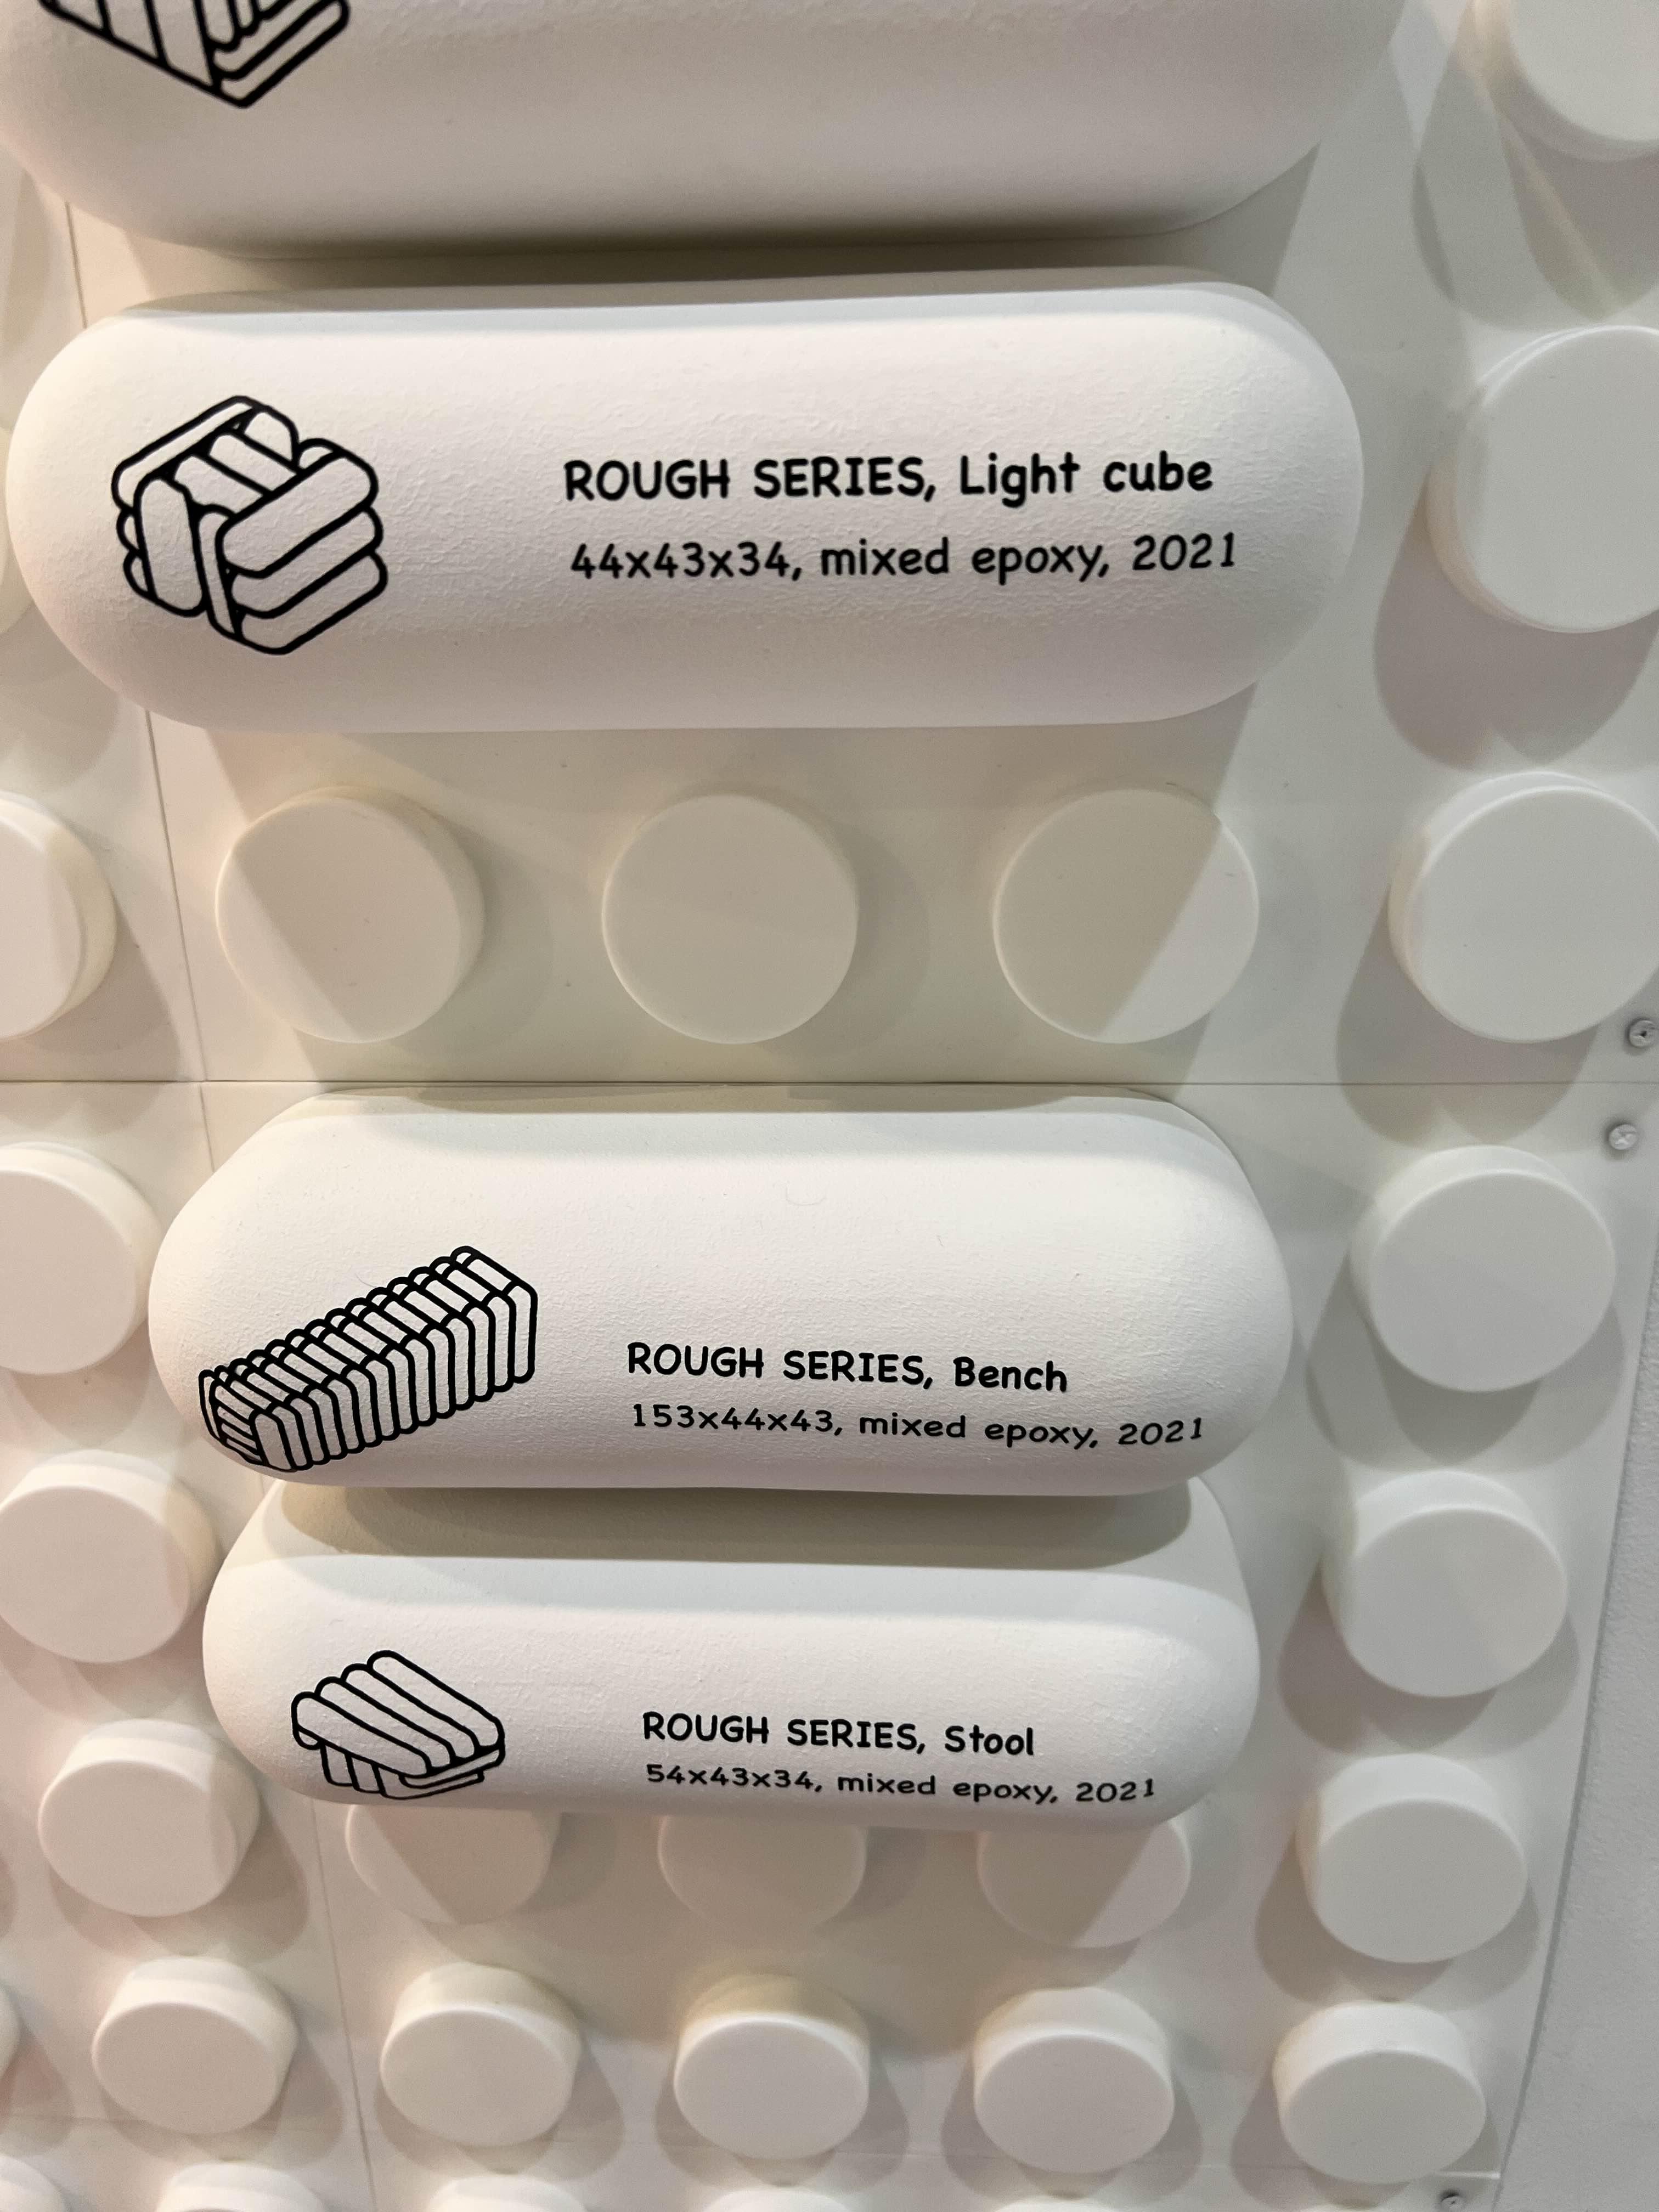 ROUGH SERIES, Light cube
44x43x34, mixed epoxy, 2021
ROUGH SERIES, Bench
153x44x43, mixed epoxy, 2021
ROUGH SERIES, Stool
54x43x34, mixed epoxy, 2021